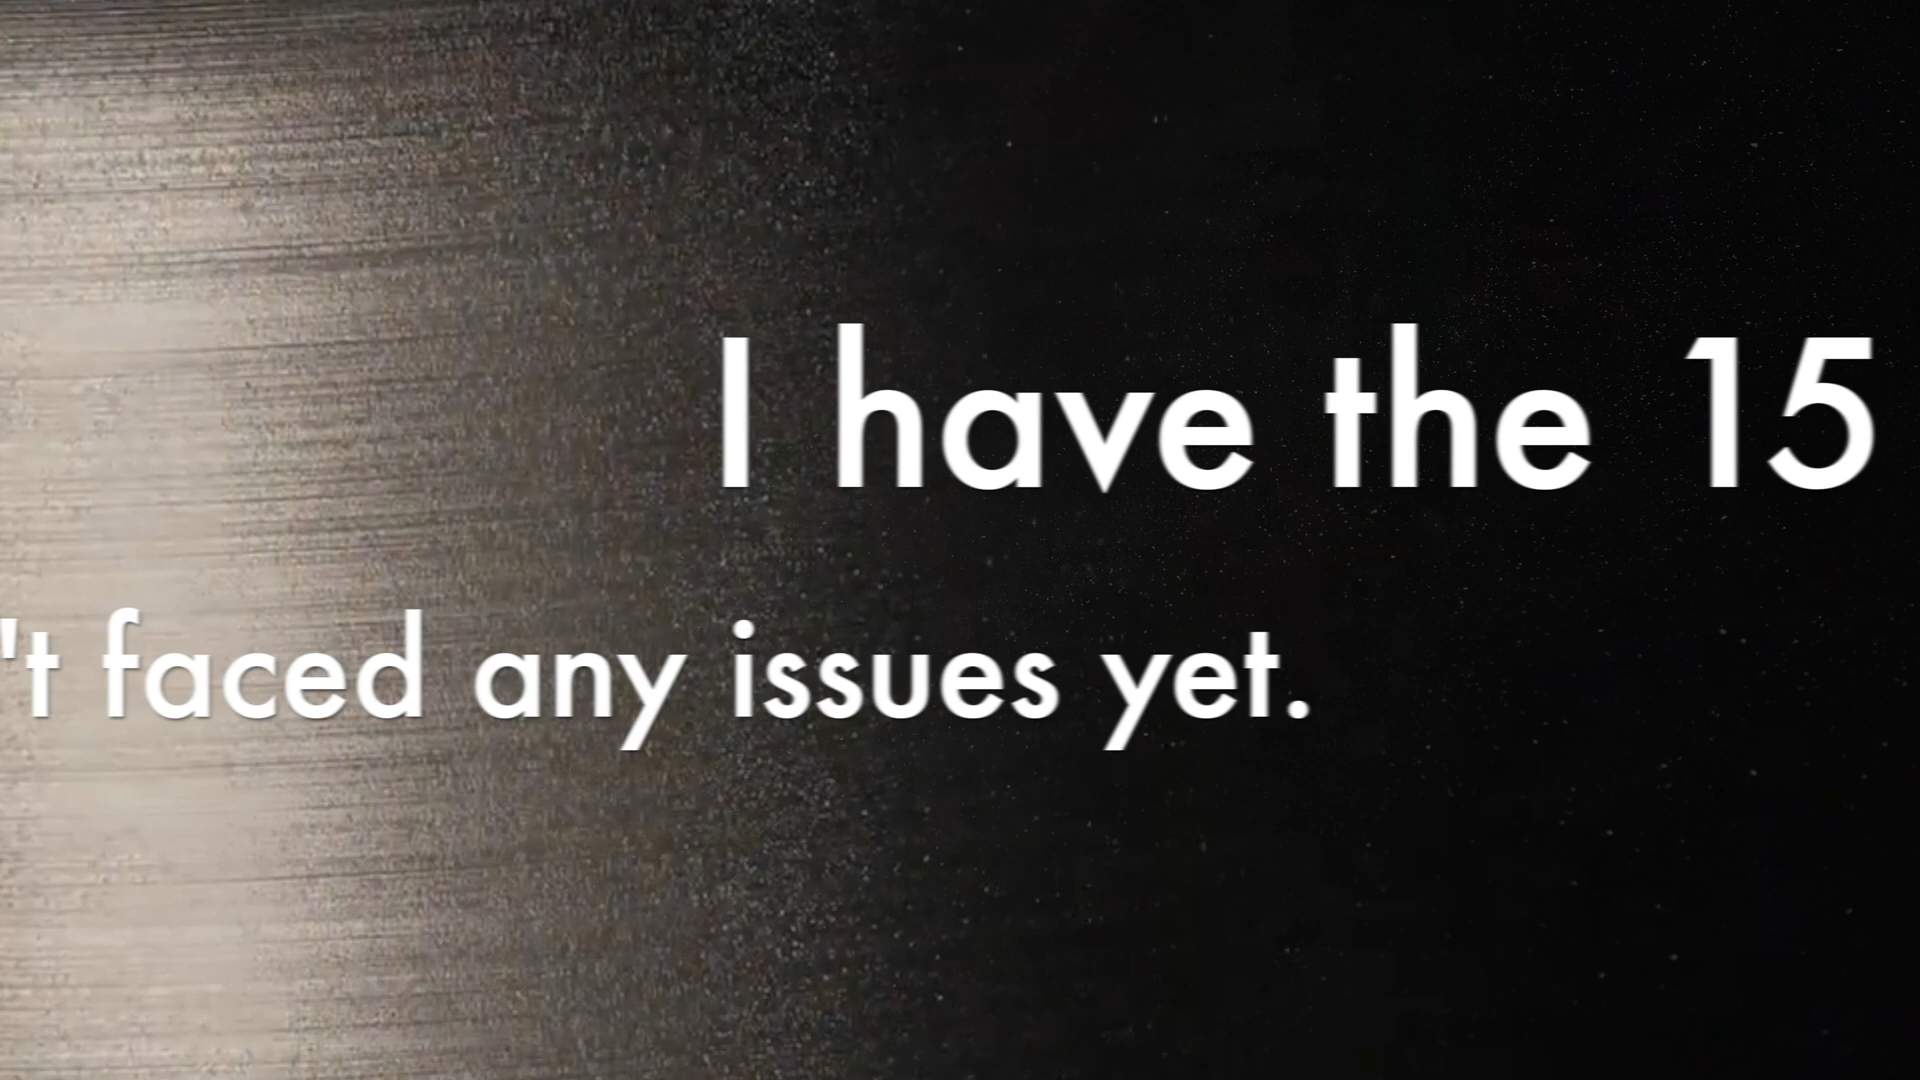 I have the 15
't faced any issues yet.